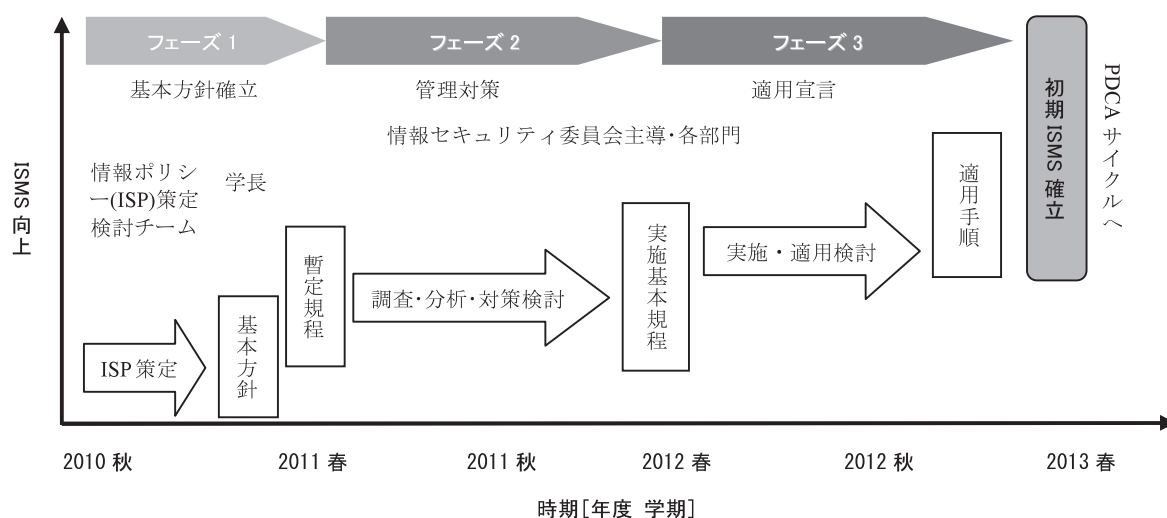 フェーズ 1
フェーズ 2
フェーズ 3
基本方針確立
管理対策
適用宣言
情報セキュリティ委員会主導・各部門
情報ポリシ
ー(ISP)策定
検討チーム
学長
ISMS 向上
ISP 策定
基本方針
暫定規程
調査・分析・対策検討
実施基本規程
実施・適用検討
適用手順
初期 ISMS 確立
PDCA サイクルへ
2010 秋
2011 春
2011 秋
2012 春
2012 秋
2013 春
時期[年度 学期]